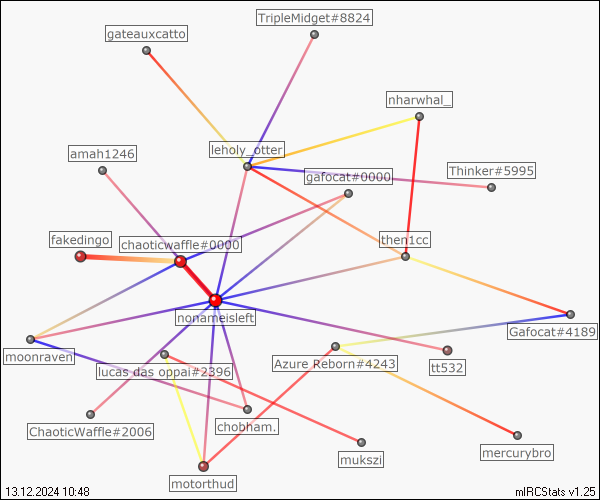 TripleMidget#8824
gateauxcatto
nharwhal_
leholy_otter
amah1246
Thinker#5995
gafocat#0000
fakedingo
chaoticwaffle#0000
then1cc
nonameisleft
Gafocat#4189
moonraven
Azure Reborn#4243
tt532
lucas das oppai#2396
chobham.
ChaoticWaffle#2006
mercurybro
mukszi
motorthud
13.12.2024 10:48
mIRCStats v1.25